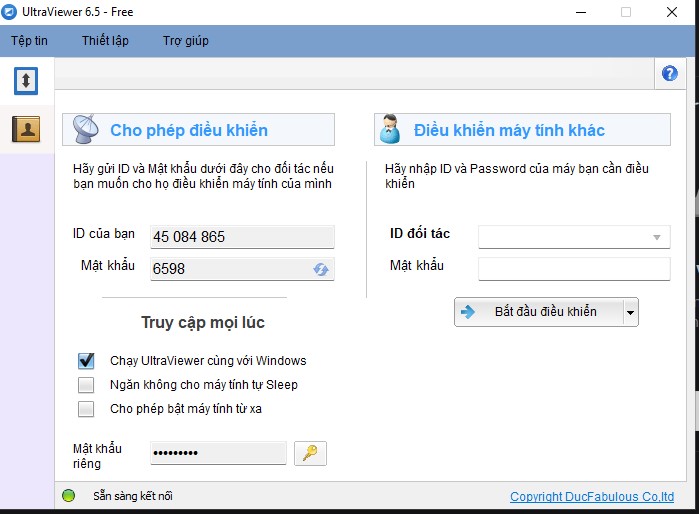 UltraViewer 6.5 - Free
Tệp tin Thiết lập Trợ giúp
Cho phép điều khiển
Hãy gửi ID và Mật khẩu dưới đây cho đối tác nếu
bạn muốn cho họ điều khiển máy tính của mình
ID của bạn 45 084 865
Mật khẩu 6598
Truy cập mọi lúc
Chạy UltraViewer cùng với Windows
Ngăn không cho máy tính tự Sleep
Cho phép bật máy tính từ xa
Mật khẩu
riêng •••••••••
Điều khiển máy tính khác
Hãy nhập ID và Password của máy bạn cần điều
khiển
ID đối tác
Mật khẩu
Bắt đầu điều khiển
Sẵn sàng kết nối
Copyright DucFabulous Co,ltd